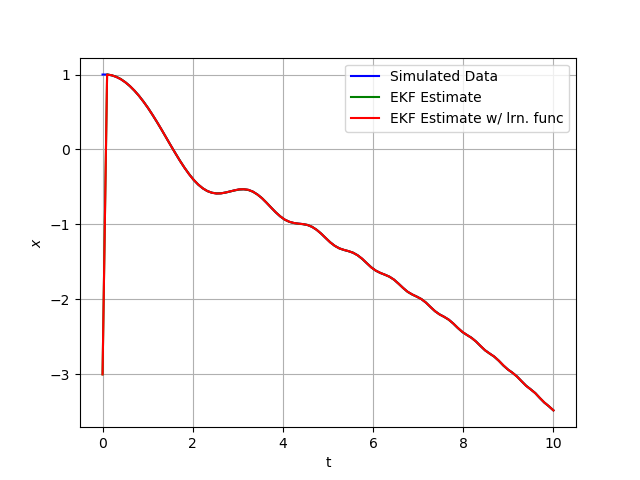 Simulated Data
EKF Estimate
EKF Estimate w/ lrn. func
1
0
−1
−2
−3
x
0 2 4 6 8 10
t